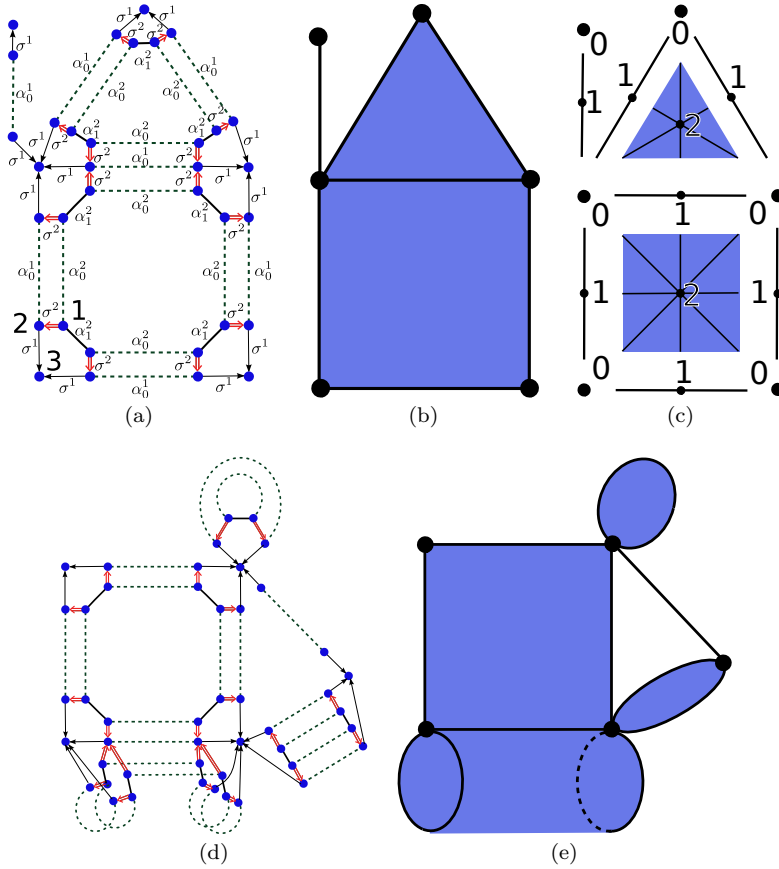 σ¹
α₀¹
σ¹
σ¹ σ¹
σ² σ²
α₁²
α₀¹ α₀² α₀² α₀¹
σ² σ²
σ¹ σ² α₁² α₀² α₁² σ¹
σ² α₀¹ σ²
σ¹ σ¹
σ¹ σ² α₀² σ² σ¹
α₁² α₁²
σ² σ²
α₀¹ α₀² α₀² α₀¹
σ² σ²
2 1 α₁² α₀² α₁²
σ¹ 3 σ² σ² σ¹
σ¹ α₀¹ σ¹
(a)
(b)
0 0
1 1 1
2
0 1 0
1 2 1
0 1 0
(c)
(d)
(e)